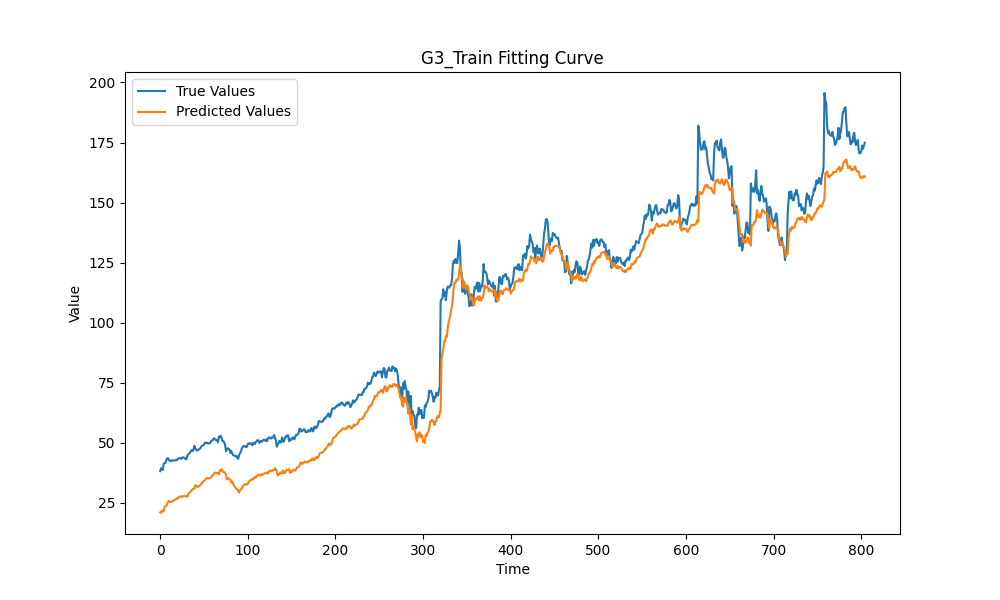 G3_Train Fitting Curve
True Values
Predicted Values
Value
200
175
150
125
100
75
50
25
0 100 200 300 400 500 600 700 800
Time